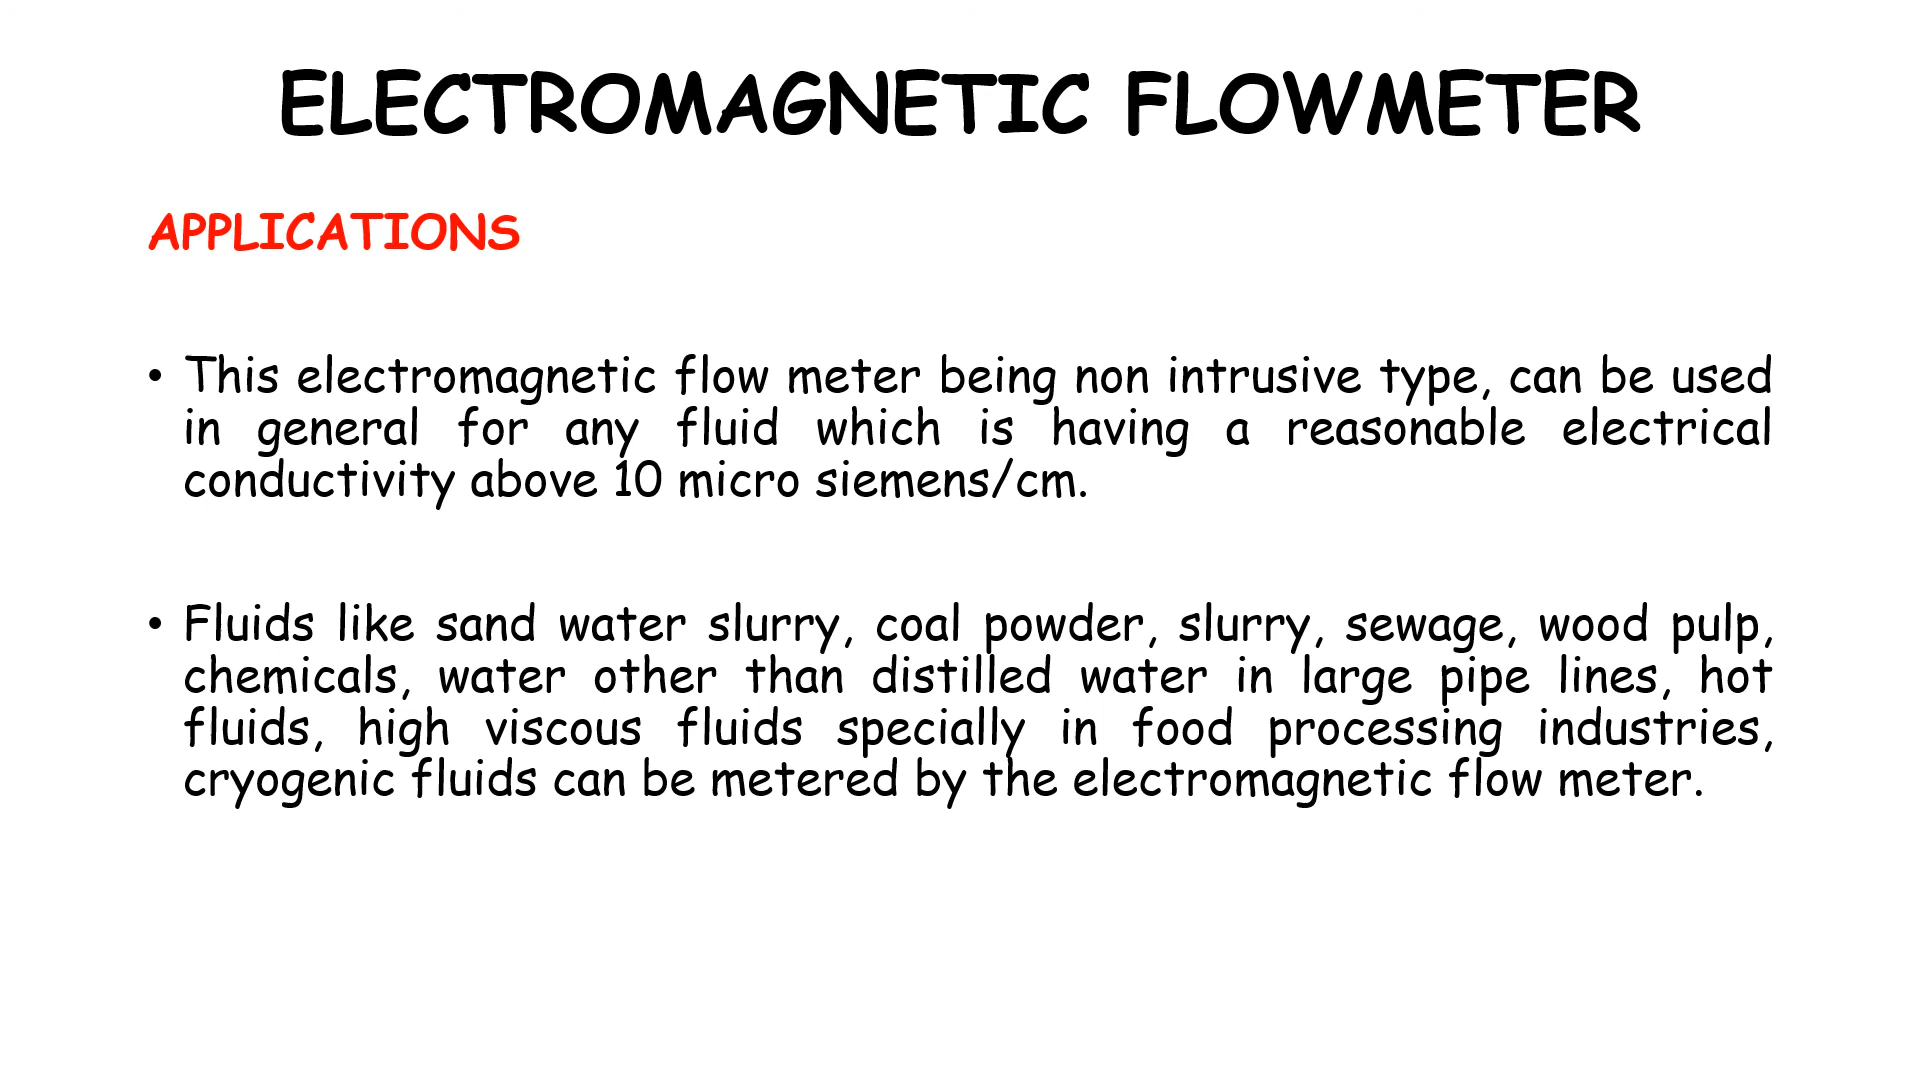 ELECTROMAGNETIC FLOWMETER
APPLICATIONS
• This electromagnetic flow meter being non intrusive type, can be used
in general for any fluid which is having a reasonable electrical
conductivity above 10 micro siemens/cm.
• Fluids like sand water slurry, coal powder, slurry, sewage, wood pulp,
chemicals, water other than distilled water in large pipe lines, hot
fluids, high viscous fluids specially in food processing industries,
cryogenic fluids can be metered by the electromagnetic flow meter.